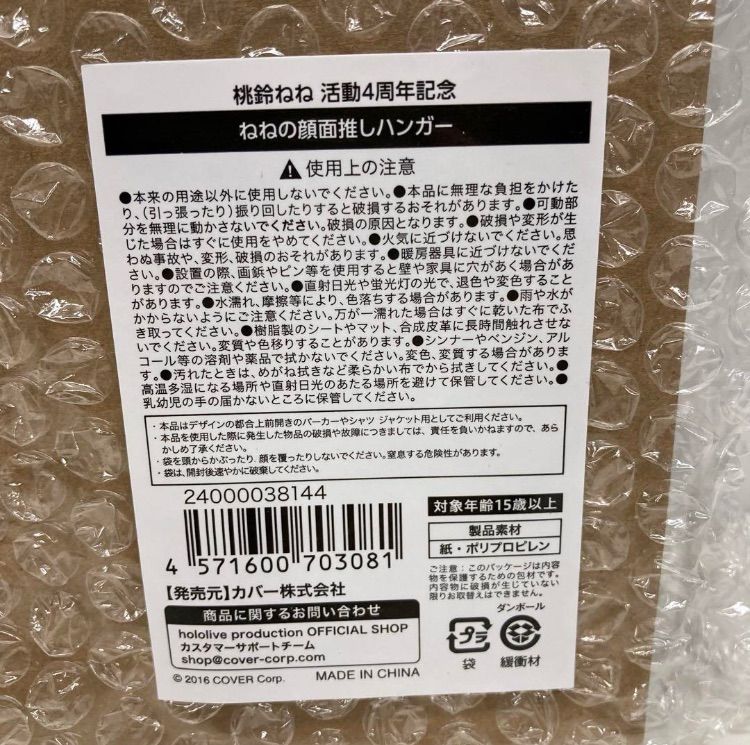 桃鈴ねね 活動4周年記念
ねねの顔面推しハンガー
使用上の注意
●本来の用途以外に使用しないでください。●本品に無理な負担をかけた
り、（引っ張ったり）振り回したりすると破損するおそれがあります。●可動部
分を無理に動かさないでください。破損の原因となります。●破損や変形が生
じた場合はすぐに使用をやめてください。●火気に近づけないでください。思
わぬ事故や、変形、破損のおそれがあります。●暖房器具に近づけないでくだ
さい。●設置の際、画鋲やピン等を使用すると壁や家具に穴があく場合があ
りますのでご注意ください。●直射日光や蛍光灯の光で、退色や変色すること
があります。●水濡れ、摩擦等により、色落ちする場合があります。●雨や水が
かからないようにご注意ください。万が一濡れた場合はすぐに乾いた布でふ
き取ってください。●樹脂製のシートやマット、合成皮革に長時間触れさせな
いでください。変質や色移りすることがあります。●シンナーやベンジン、アル
コール等の溶剤や薬品で拭かないでください。変色、変質する場合がありま
す。●汚れたときは、めがね拭きなど柔らかい布でから拭きしてください。●
高温多湿になる場所や直射日光のあたる場所を避けて保管してください。●
乳幼児の手の届かないところに保管してください。
・本品はデザインの都合上前開きのパーカーやシャツ ジャケット用としてご利用ください。
・本品を使用した際に発生した物品の破損や故障につきましては、責任を負いかねますので、あら
かじめ了承ください。
・袋を頭からかぶったり、顔を覆ったりしないでください。窒息する危険性があります。
・袋は、開封後速やかに破棄してください。
24000038144
4 571600 703081
対象年齢15歳以上
製品素材
紙・ポリプロピレン
ご注意：このパッケージは内容
物を保護するための包材です。
内容物に破損が生じていない
限りお取替えはできません。
【発売元】カバー株式会社
商品に関するお問い合わせ
hololive production OFFICIAL SHOP
カスタマーサポートチーム
shop@cover-corp.com
ダンボール
プラ
袋
緩衝材
© 2016 COVER Corp.
MADE IN CHINA